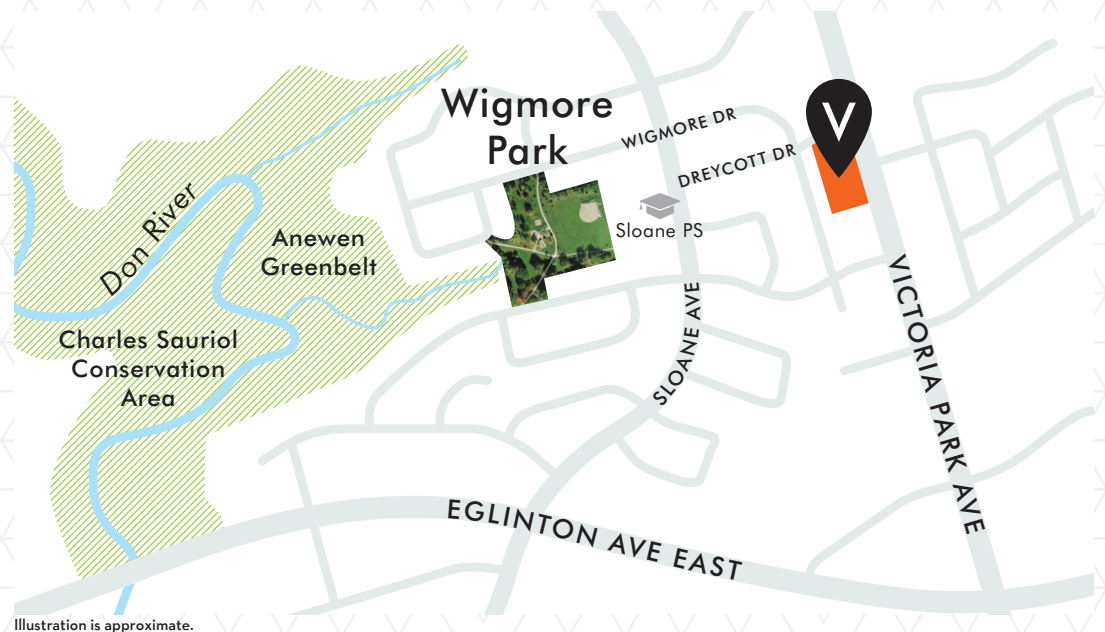 Wigmore
Park
WIGMORE DR
DREYCOTT DR
V
Sloane PS
Don River
Anewen
Greenbelt
Charles Sauriol
Conservation
Area
SLOANE AVE
VICTORIA PARK AVE
EGLINTON AVE EAST
Illustration is approximate.